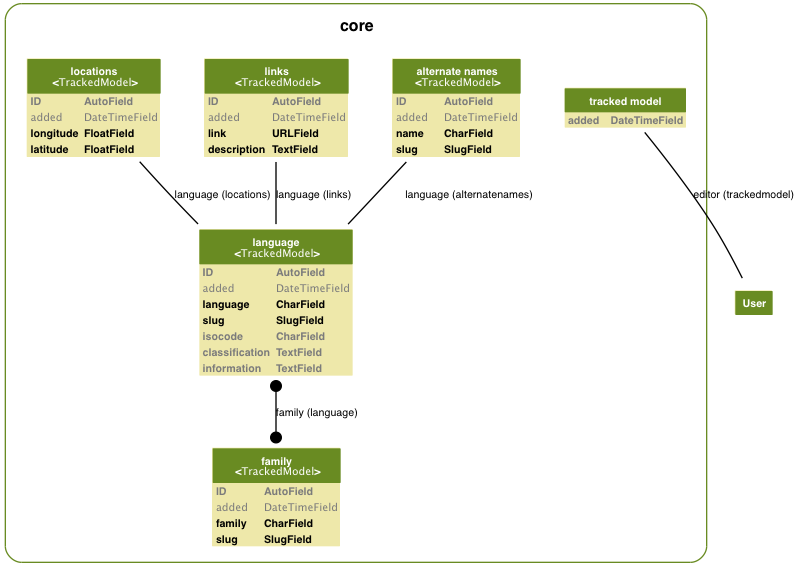 core
locations
<TrackedModel>
ID AutoField
added DateTimeField
longitude FloatField
latitude FloatField
links
<TrackedModel>
ID AutoField
added DateTimeField
link URLField
description TextField
alternate names
<TrackedModel>
ID AutoField
added DateTimeField
name CharField
slug SlugField
tracked model
added DateTimeField
language (locations)
language (links)
language (alternatenames)
editor (trackedmodel)
language
<TrackedModel>
ID AutoField
added DateTimeField
language CharField
slug SlugField
isocode CharField
classification TextField
information TextField
User
family (language)
family
<TrackedModel>
ID AutoField
added DateTimeField
family CharField
slug SlugField